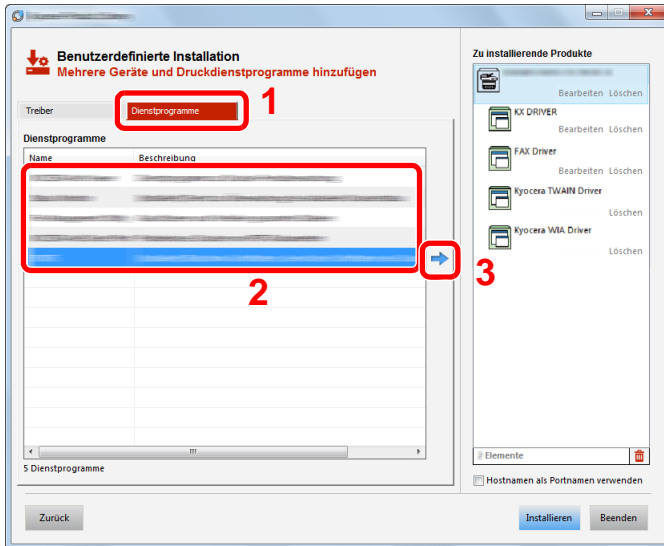 Benutzerdefinierte Installation
Mehrere Geräte und Druckdienstprogramme hinzufügen
1
Treiber
Dienstprogramme
Dienstprogramme
Name Beschreibung
2
3
5 Dienstprogramme
Zurück
Zu installierende Produkte
Bearbeiten Löschen
KX DRIVER
Bearbeiten Löschen
FAX Driver
Bearbeiten Löschen
Kyocera TWAIN Driver
Löschen
Kyocera WIA Driver
Löschen
Elemente
Hostnamen als Portnamen verwenden
Installieren
Beenden